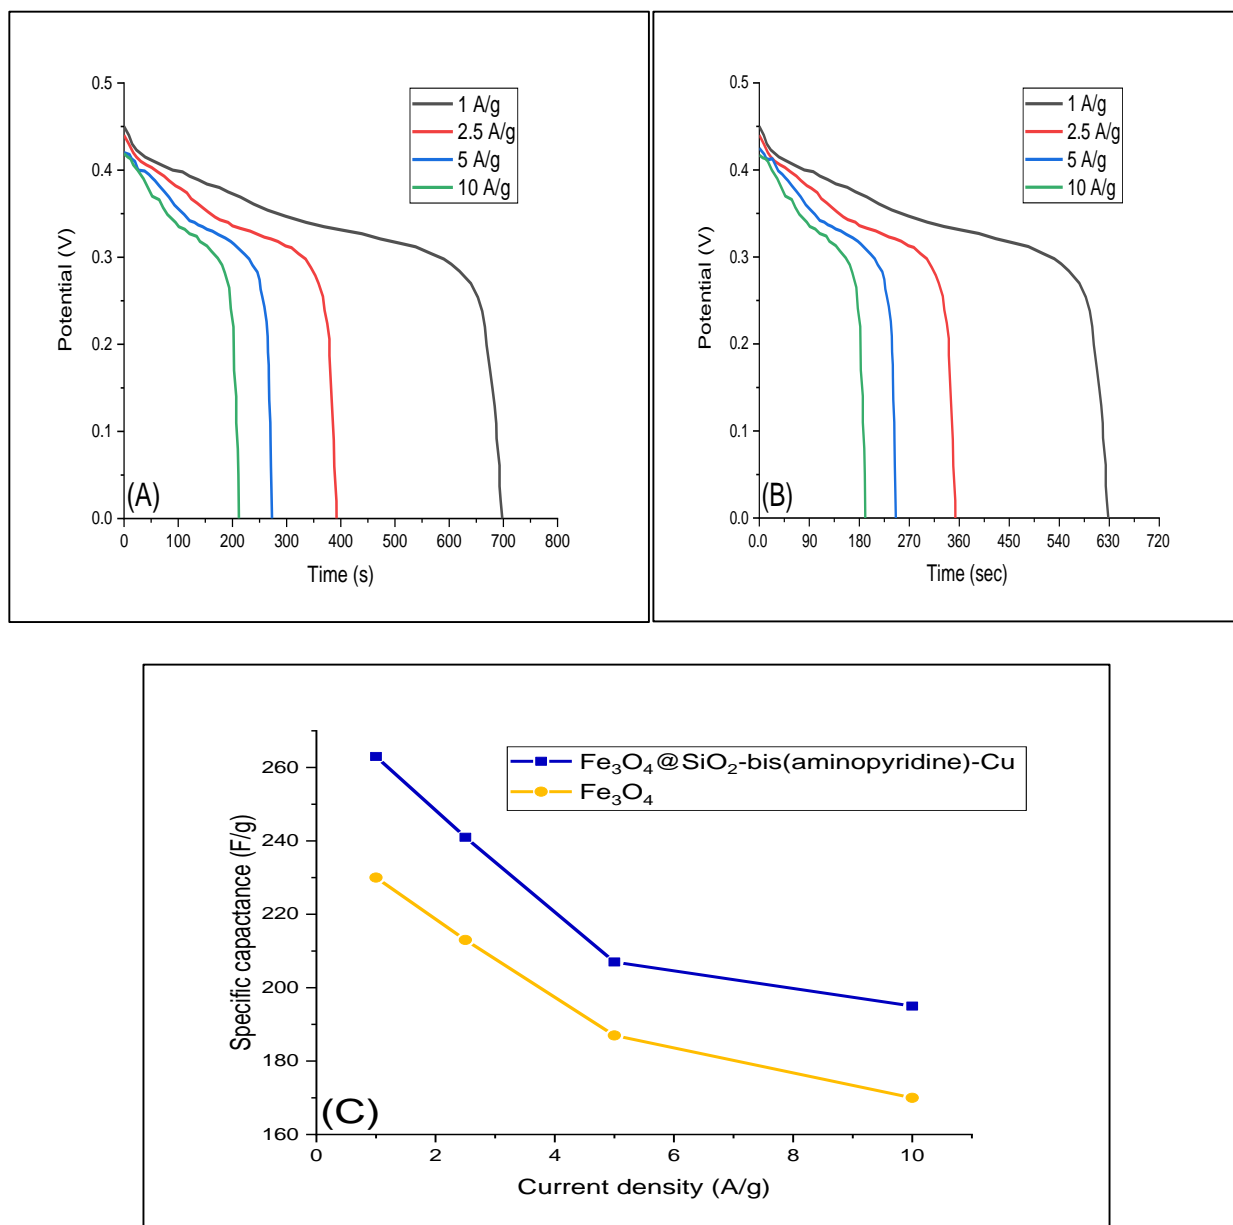 0.5
0.4
0.3
0.2
0.1
0.0
Potential (V)
1 A/g
2.5 A/g
5 A/g
10 A/g
(A)
0 100 200 300 400 500 600 700 800
Time (s)
0.5
0.4
0.3
0.2
0.1
0.0
Potential (V)
1 A/g
2.5 A/g
5 A/g
10 A/g
(B)
0.0 90 180 270 360 450 540 630 720
Time (sec)
260
240
220
200
180
160
Specific capactance (F/g)
Fe₃O₄@SiO₂-bis(aminopyridine)-Cu
Fe₃O₄
(C)
0 2 4 6 8 10
Current density (A/g)